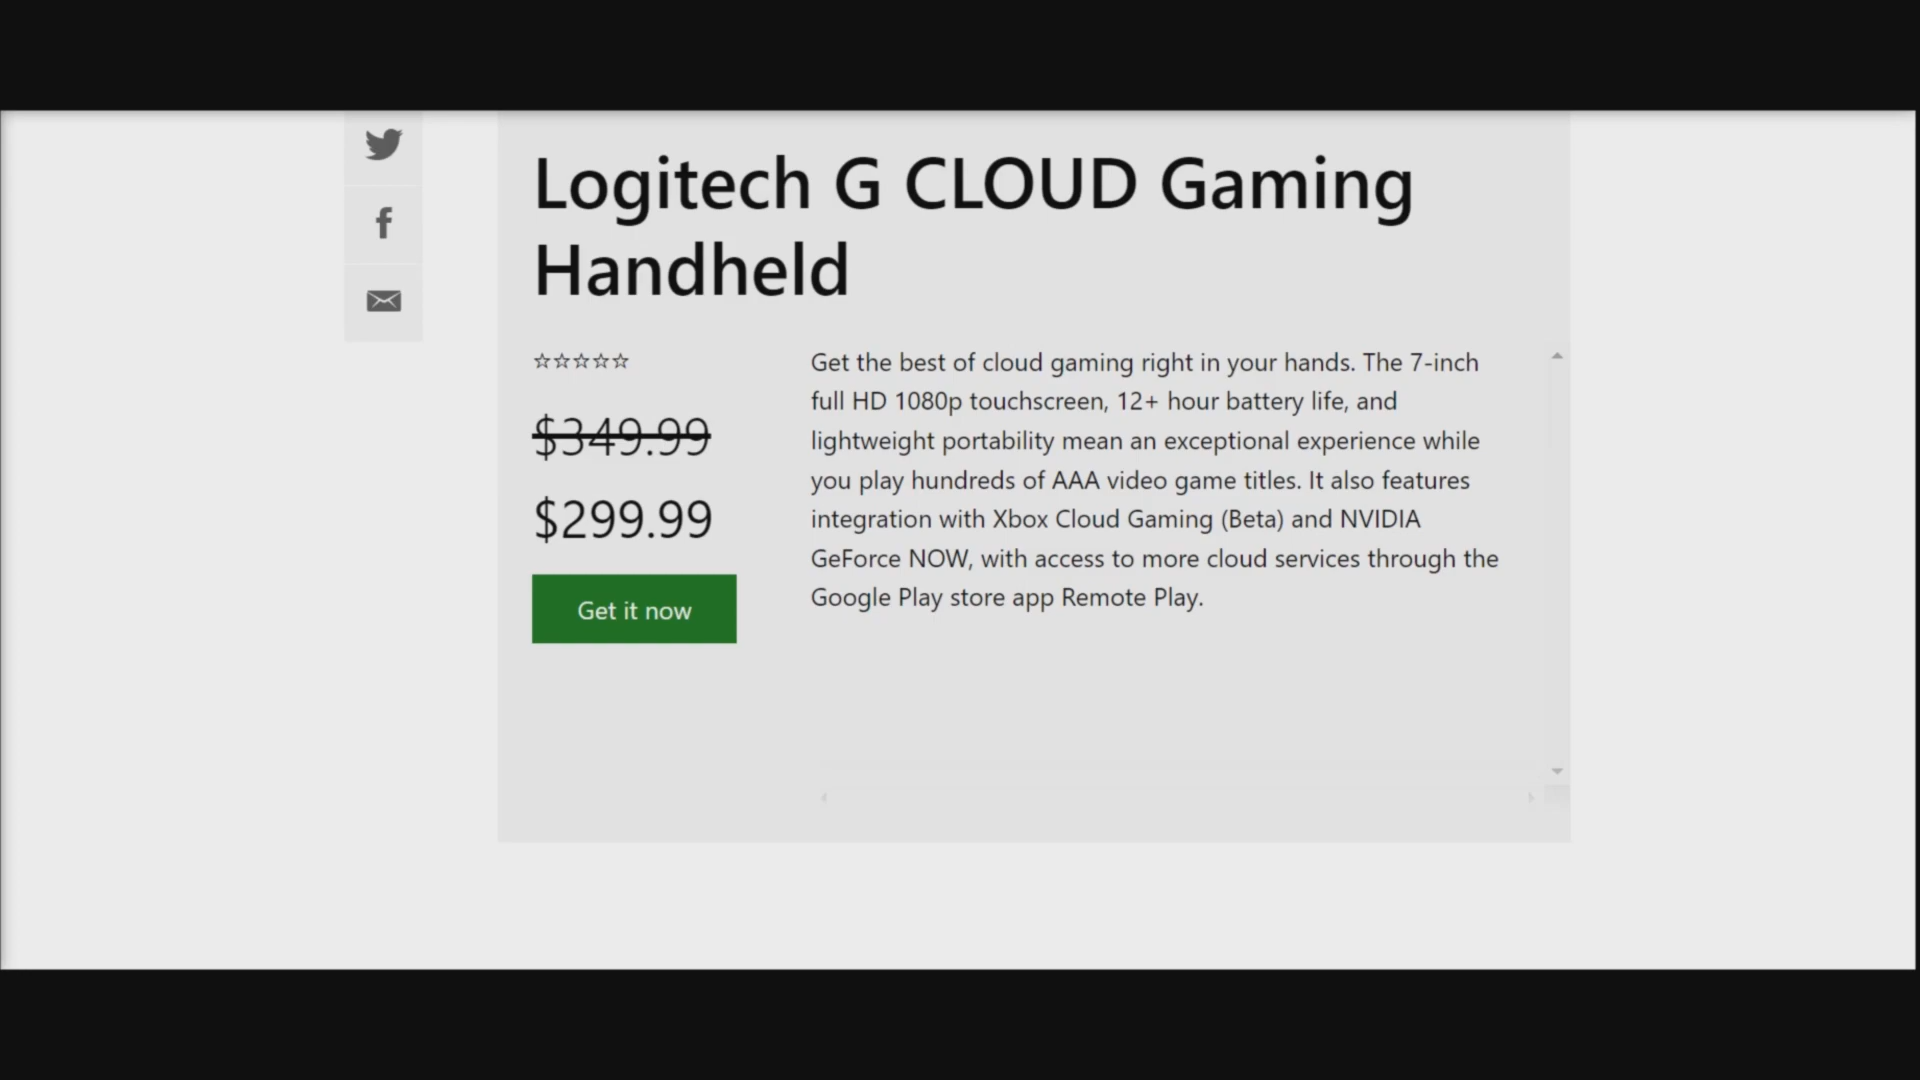 Logitech G CLOUD Gaming
Handheld
☆☆☆☆☆
$349.99
$299.99
Get it now
Get the best of cloud gaming right in your hands. The 7-inch
full HD 1080p touchscreen, 12+ hour battery life, and
lightweight portability mean an exceptional experience while
you play hundreds of AAA video game titles. It also features
integration with Xbox Cloud Gaming (Beta) and NVIDIA
GeForce NOW, with access to more cloud services through the
Google Play store app Remote Play.